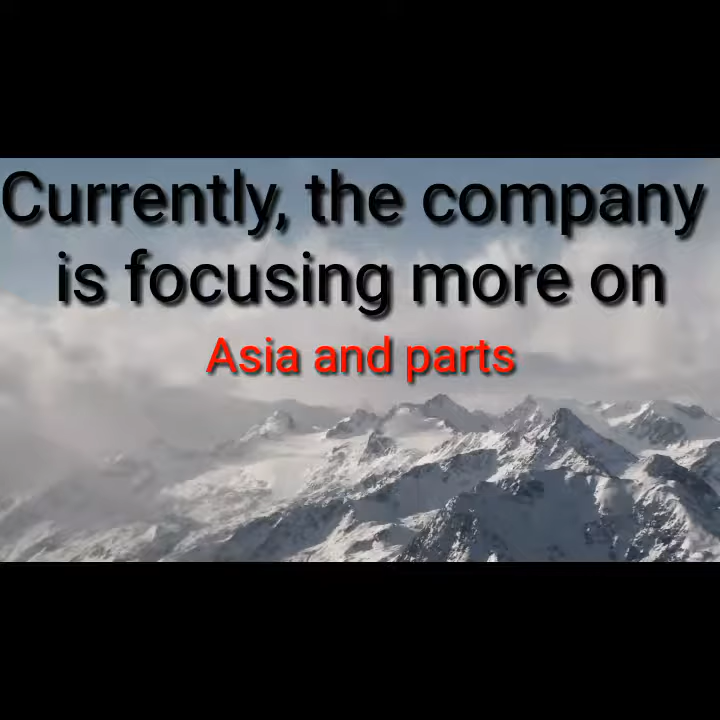 Currently, the company
is focusing more on
Asia and parts